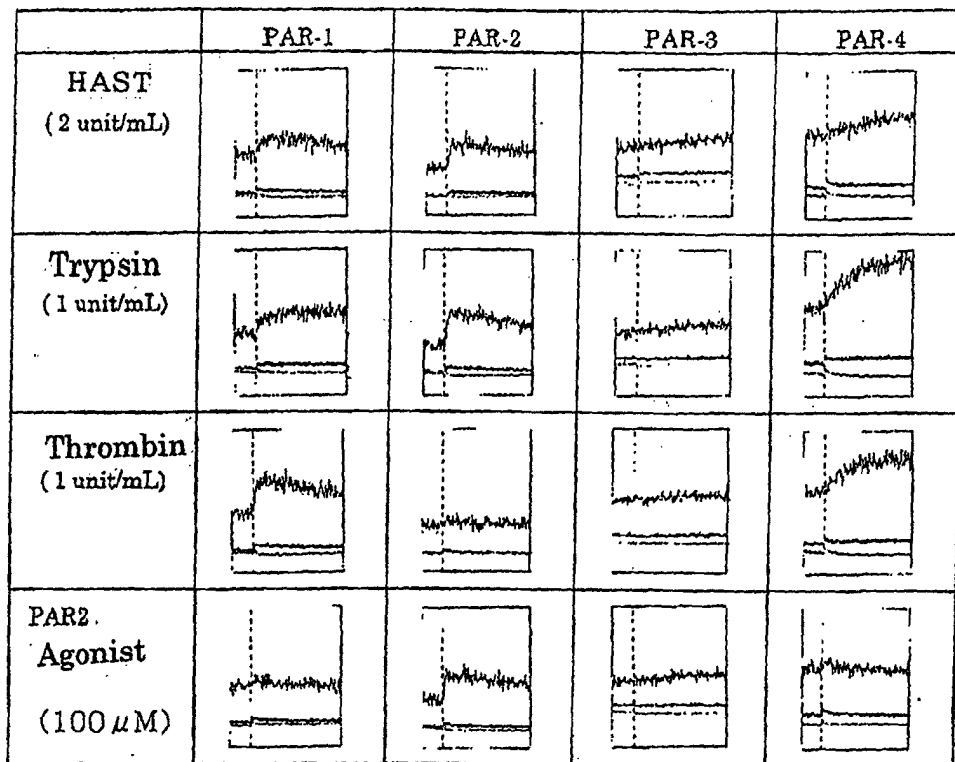 PAR-1 PAR-2 PAR-3 PAR-4
HAST
(2 unit/mL)
Trypsin
(1 unit/mL)
Thrombin
(1 unit/mL)
PAR2
Agonist
(100 μM)